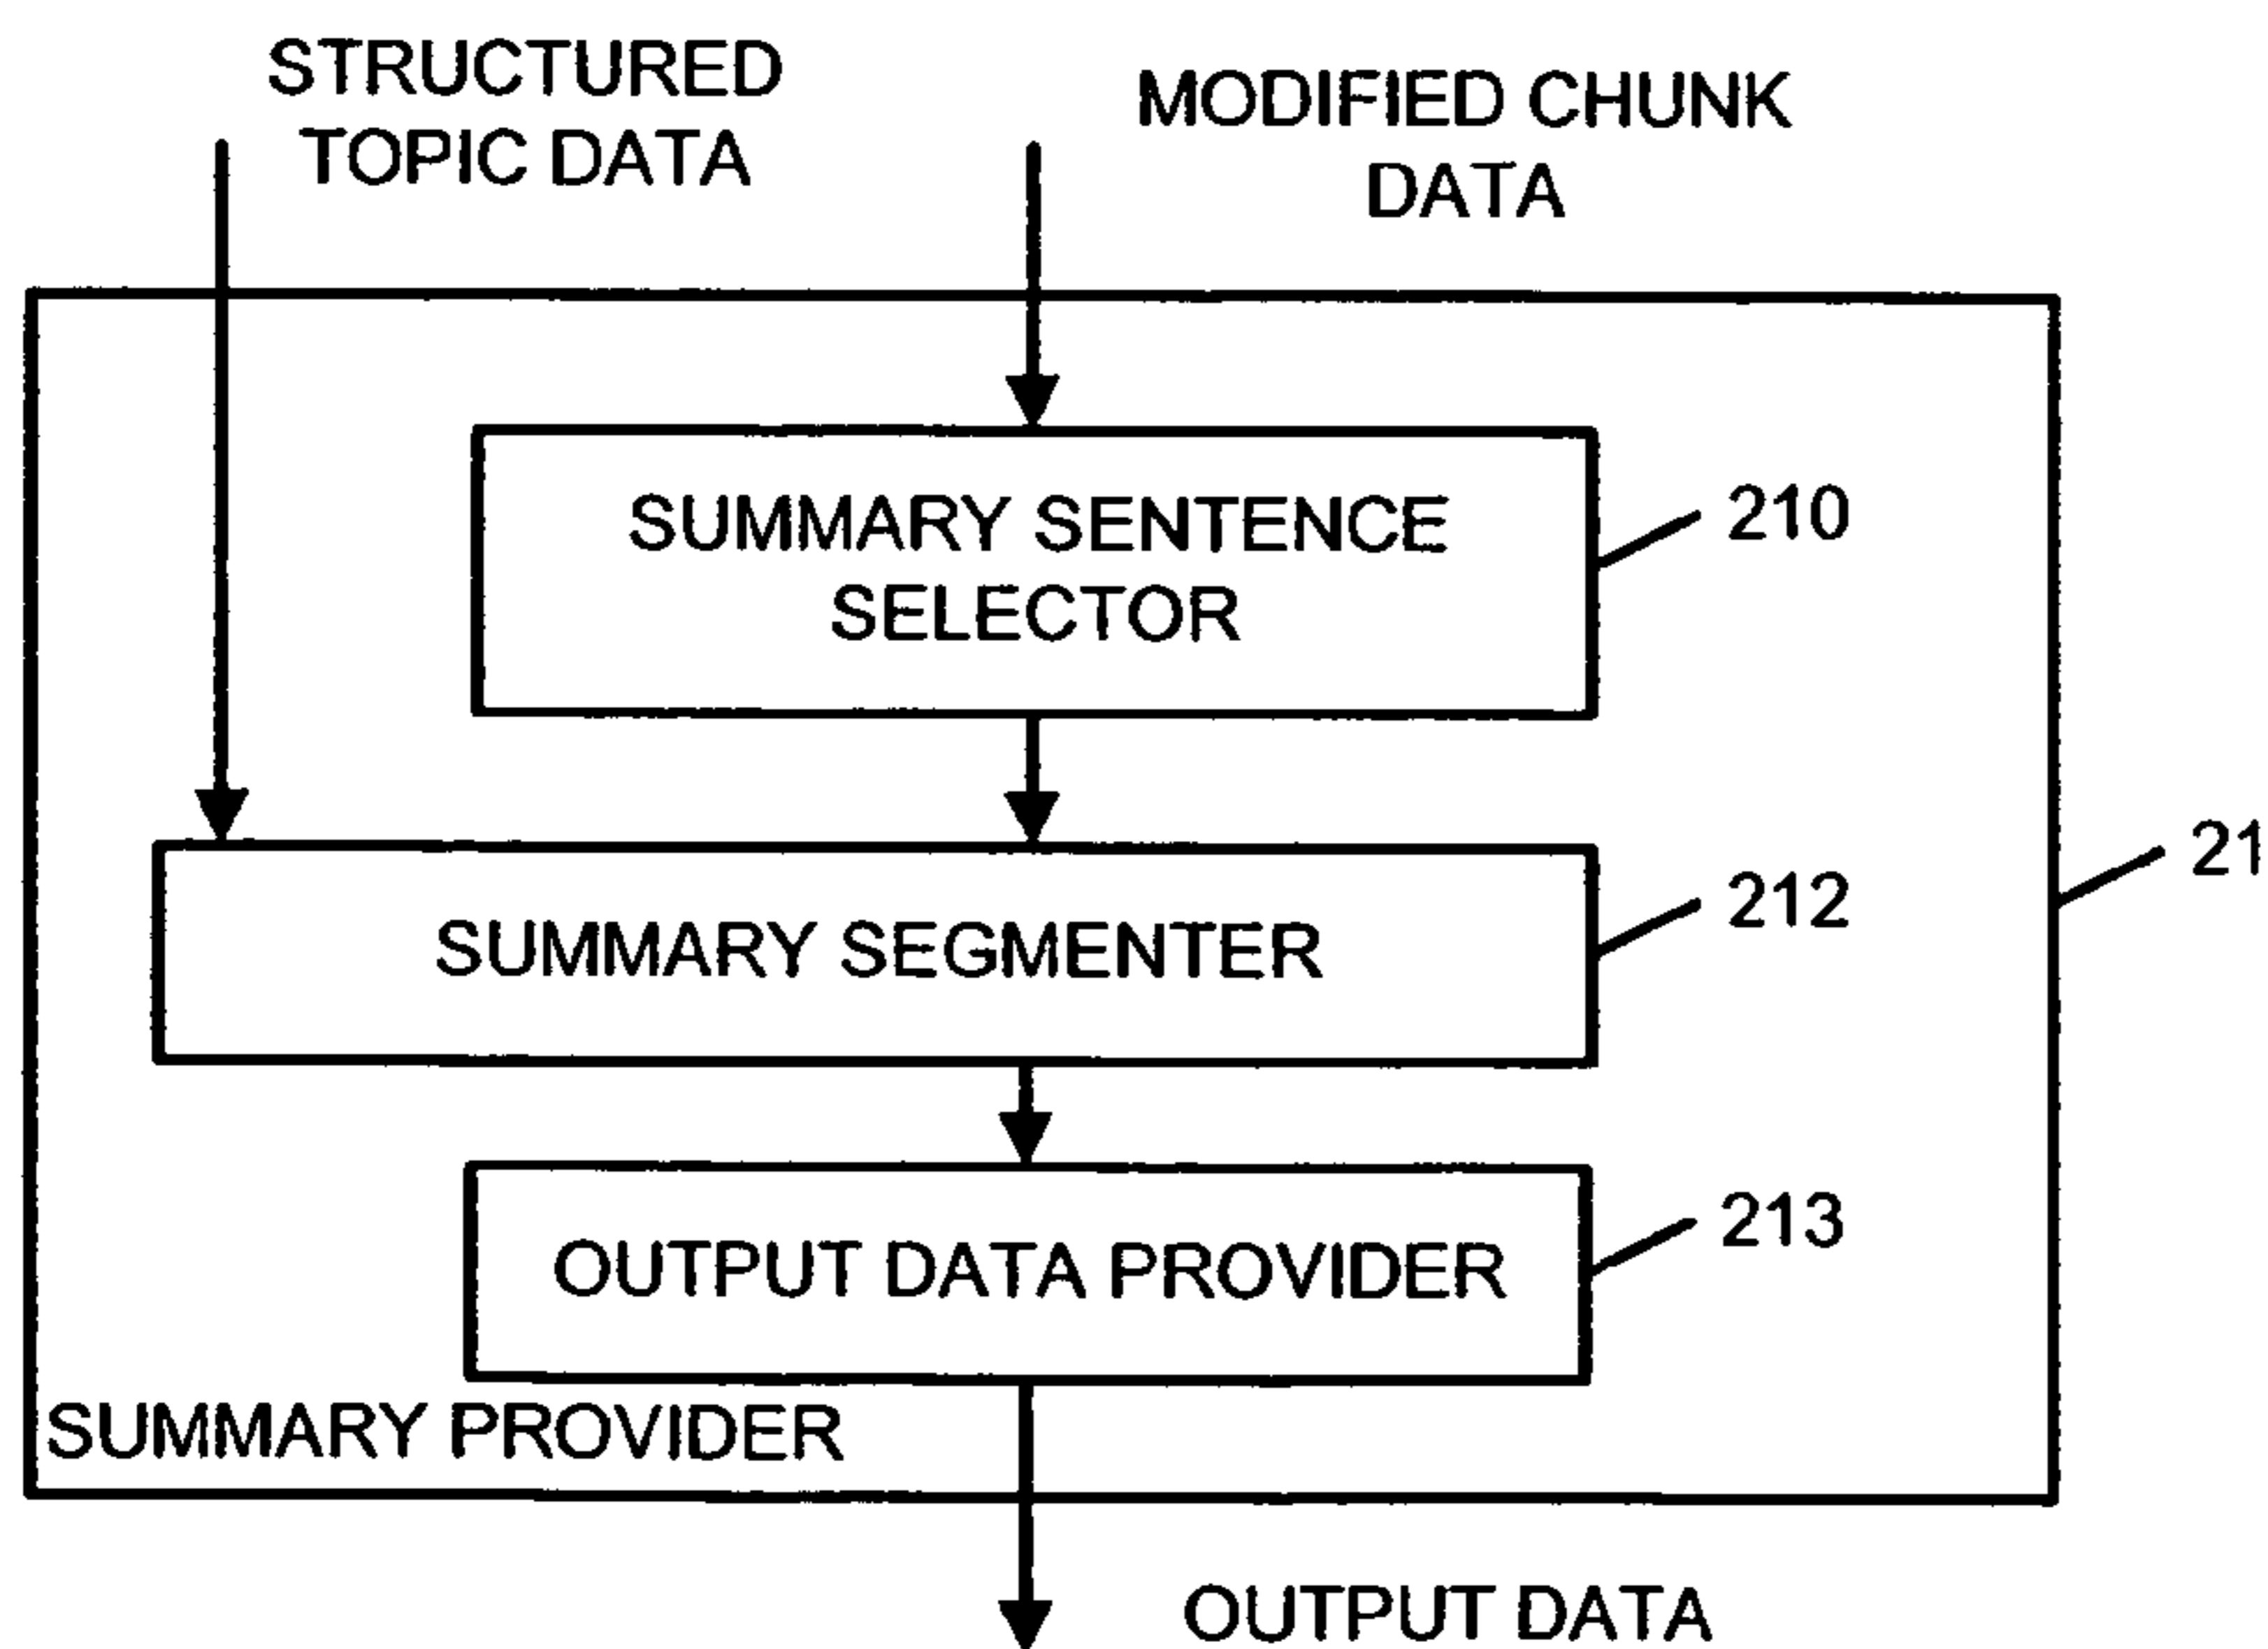 STRUCTURED
TOPIC DATA
MODIFIED CHUNK
DATA
SUMMARY SENTENCE
SELECTOR
210
21
SUMMARY SEGMENTER
212
OUTPUT DATA PROVIDER
213
SUMMARY PROVIDER
OUTPUT DATA